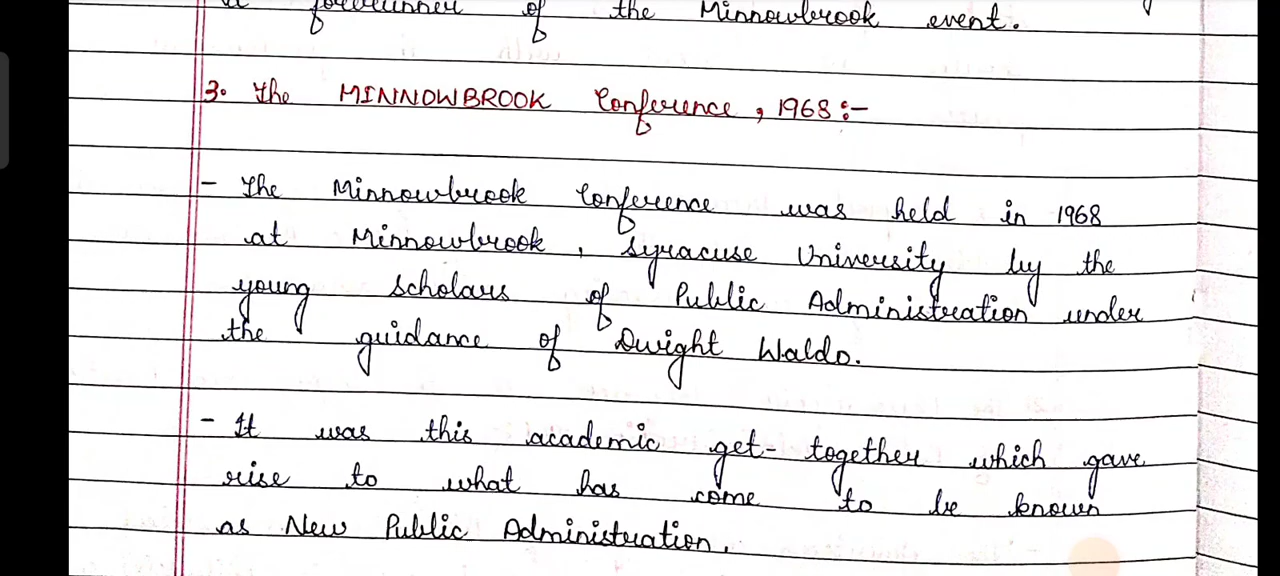 a forerunner of the Minnowbrook event.
3. The MINNOWBROOK Conference, 1968 :-
- The Minnowbrook Conference was held in 1968
at Minnowbrook, Syracuse University by the
young scholars of Public Administration under
the guidance of Dwight Waldo.
- It was this academic get-together which gave
rise to what has come to be known
as New Public Administration.